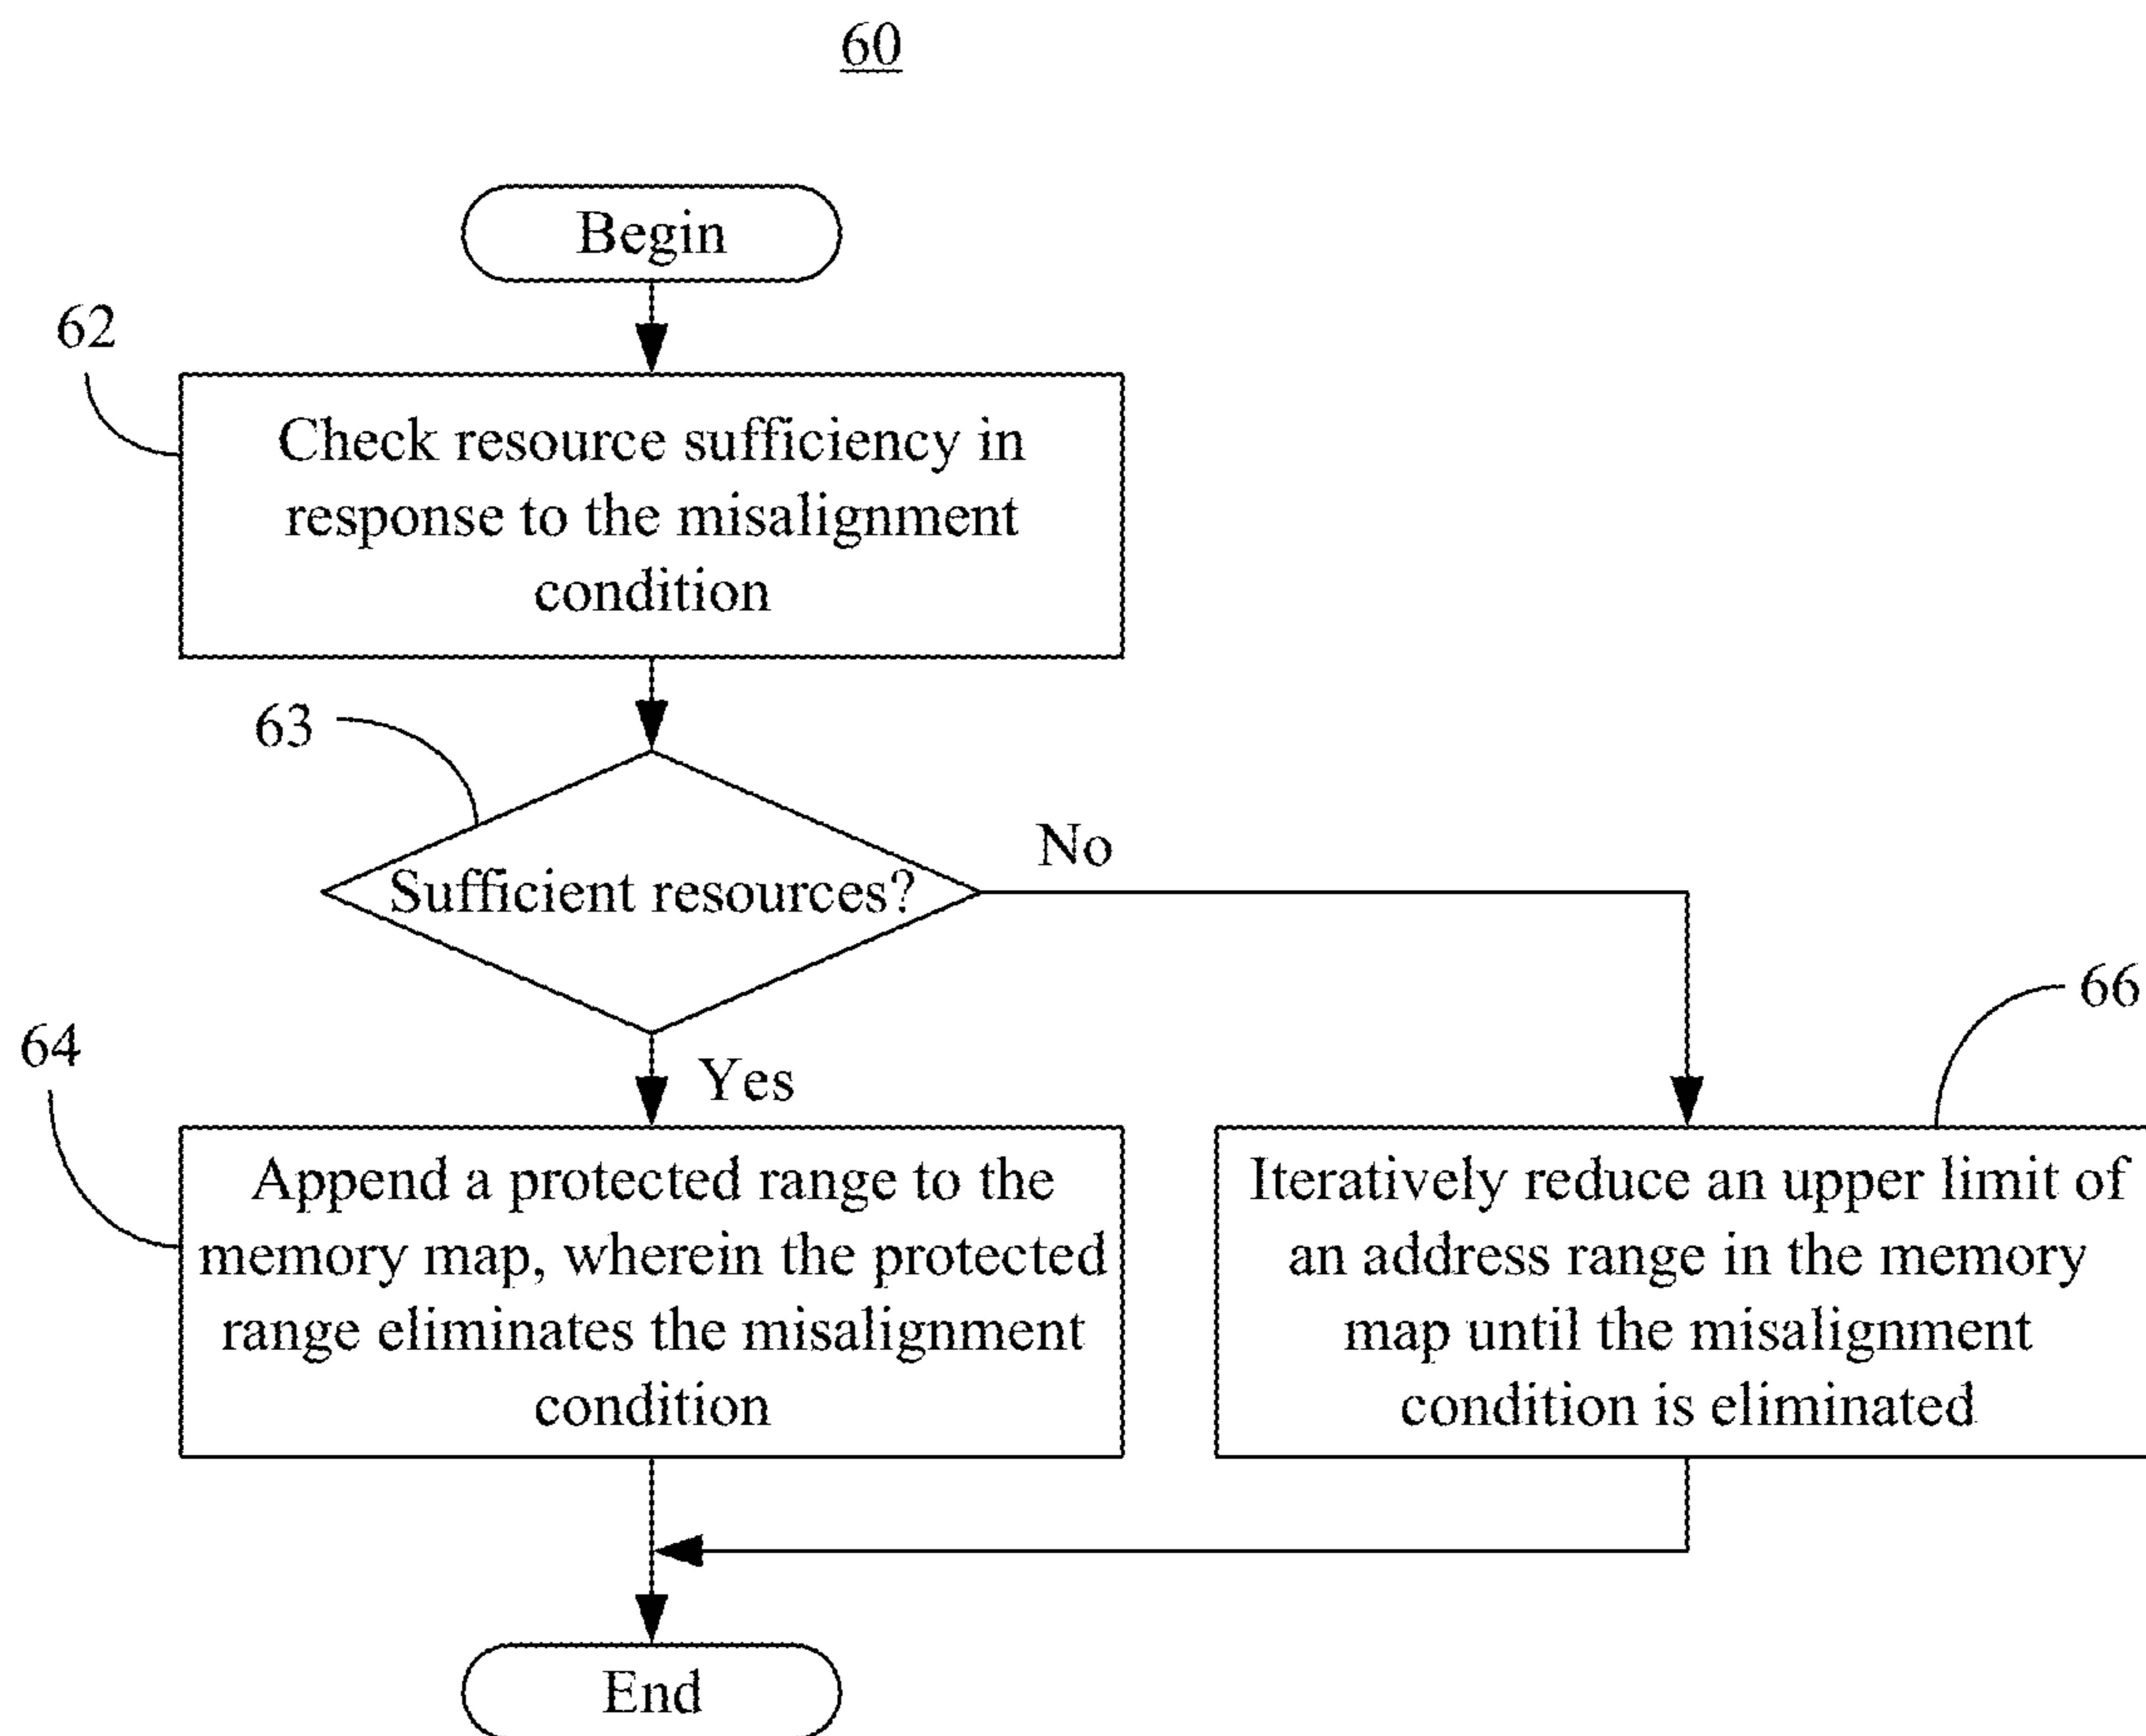 60
Begin
62
Check resource sufficiency in
response to the misalignment
condition
63
No
Sufficient resources?
66
64
Yes
Append a protected range to the
memory map, wherein the protected
range eliminates the misalignment
condition
Iteratively reduce an upper limit of
an address range in the memory
map until the misalignment
condition is eliminated
End